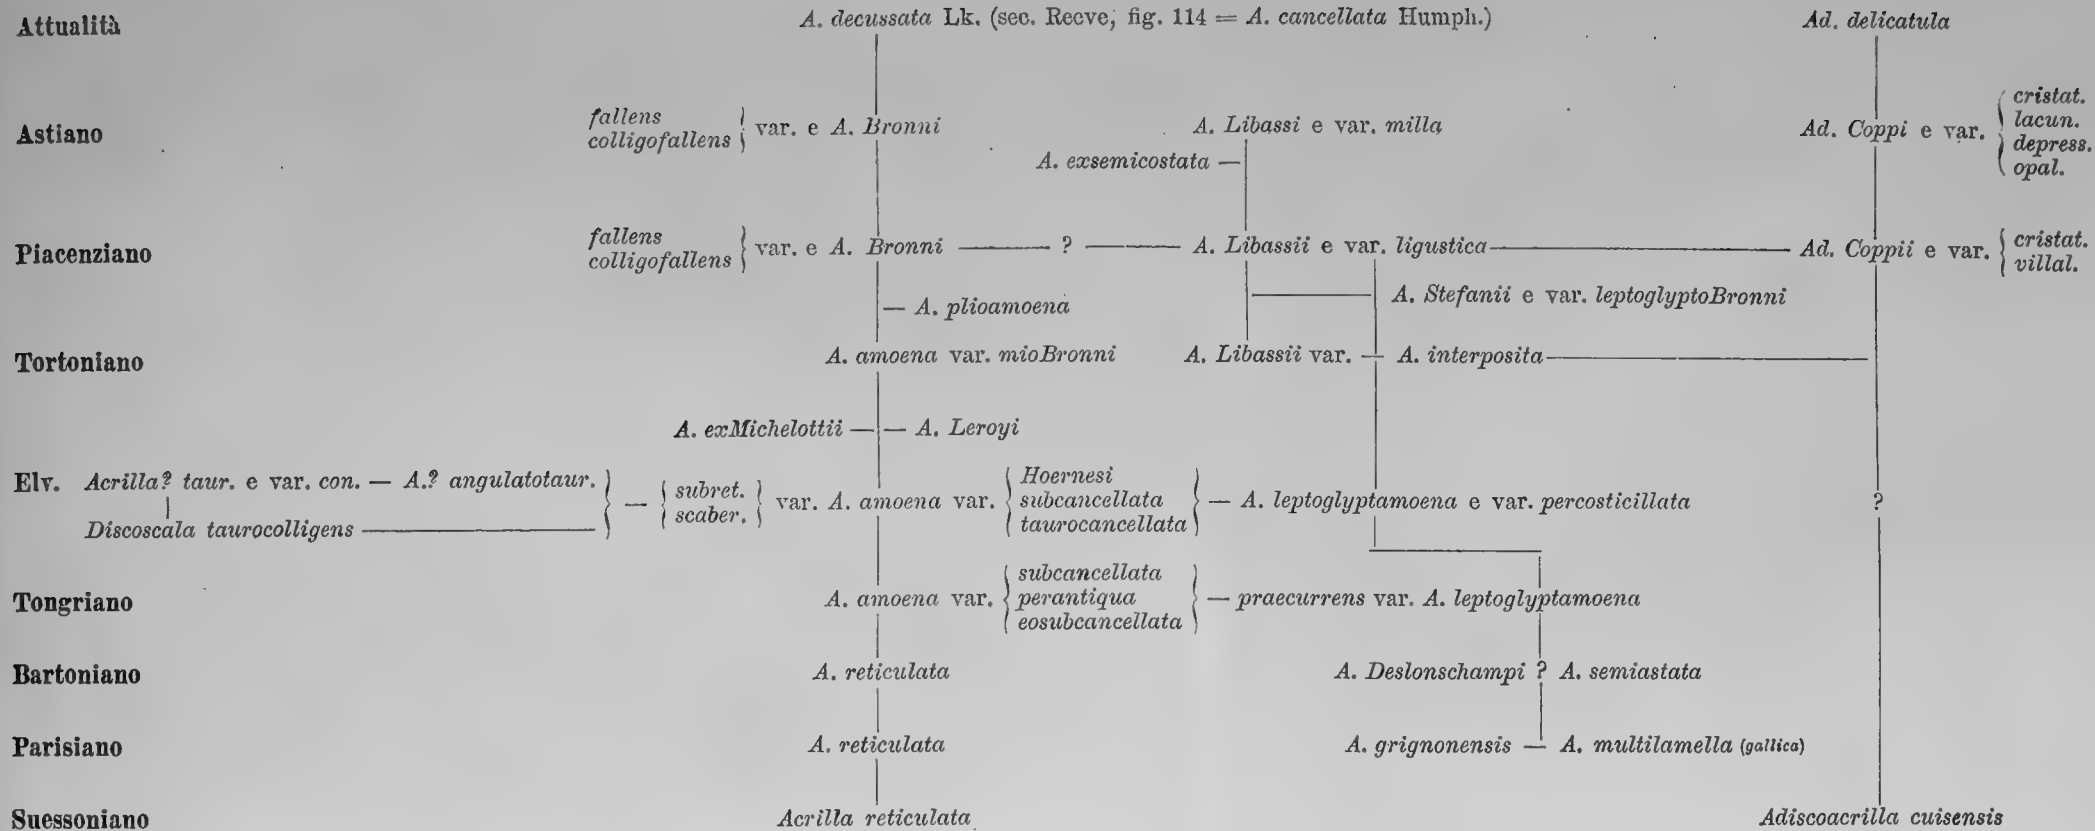 Attualità A. decussata Lk. (sec. Reeve, fig. 114 = A. cancellata Humph.) Ad. delicatula
Astiano fallens colligofallens } var. e A. Bronni A. Libassi e var. milla Ad. Coppi e var. { cristat. lacun. depress. opal.
A. exsemicostata —
Piacenziano fallens colligofallens } var. e A. Bronni — ? — A. Libassii e var. ligustica — Ad. Coppii e var. { cristat. villal.
A. Stefanii e var. leptoglyptoBronni
— A. plioamoena
Tortoniano A. amoena var. mioBronni A. Libassii var. — A. interposita —
A. exMichelottii — — A. Leroyi
Elv. Acrilla? taur. e var. con. — A.? angulatotaur. } — { subret. scaber. } var. A. amoena var. { Hoernesi subcancellata taurocancellata } — A. leptoglyptamoena e var. percosticillata ?
Discoscala taurocolligens —
Tongriano A. amoena var. { subcancellata perantiqua eosubcancellata } — praecurrens var. A. leptoglyptamoena
Bartoniano A. reticulata A. Deslonschampi ? A. semiastata
Parisiano A. reticulata A. grignonensis — A. multilamella (gallica)
Suessoniano Acrilla reticulata Adiscoacrilla cuisensis